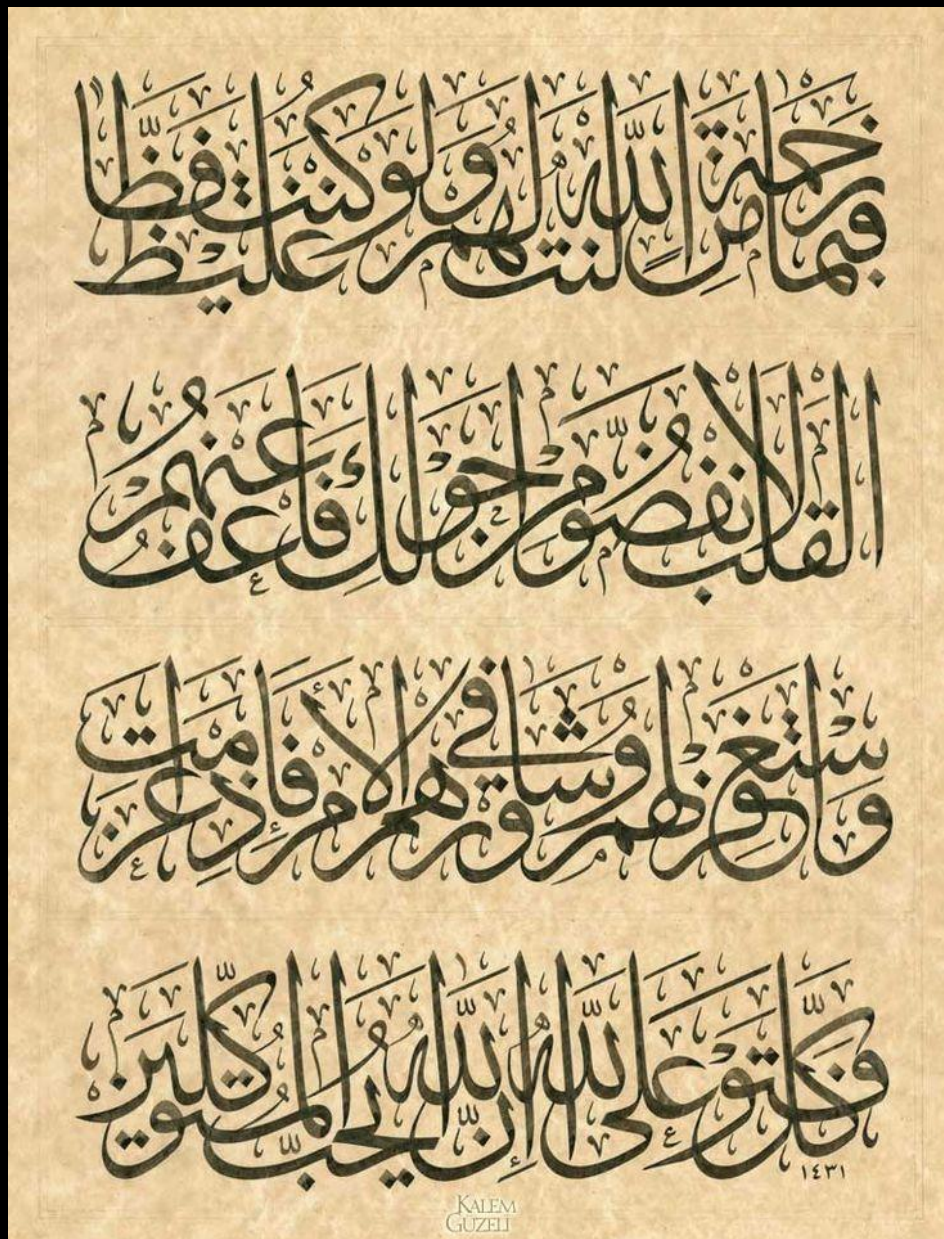 فبما رحمة من الله لنت لهم ولو كنت فظا غليظ
القلب لانفضوا من حولك فاعف عنهم
واستغفر لهم وشاورهم في الامر فإذا عزمت
فتوكل على الله إن الله يحب المتوكلين
١٤٣١
KALEM
GUZELI